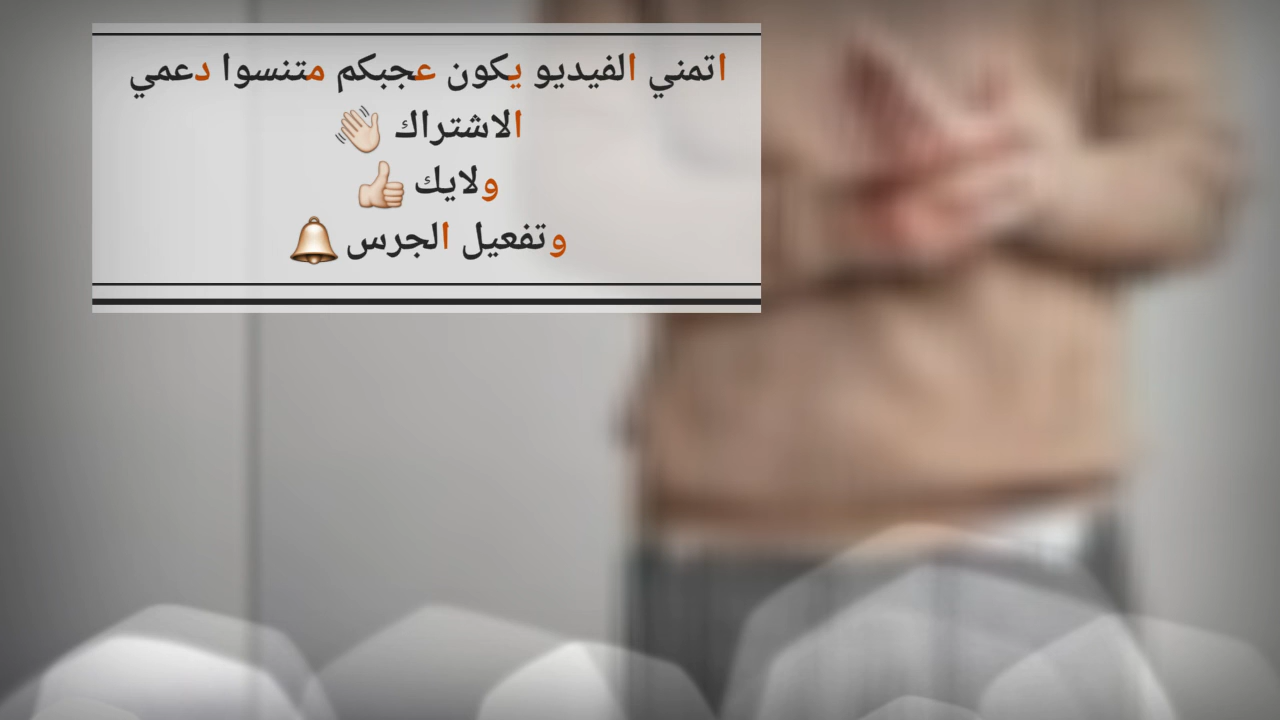 اتمني الفيديو يكون عجبكم متنسوا دعمي
الاشتراك 👋🏻
ولايك 👍🏻
وتفعيل الجرس 🔔